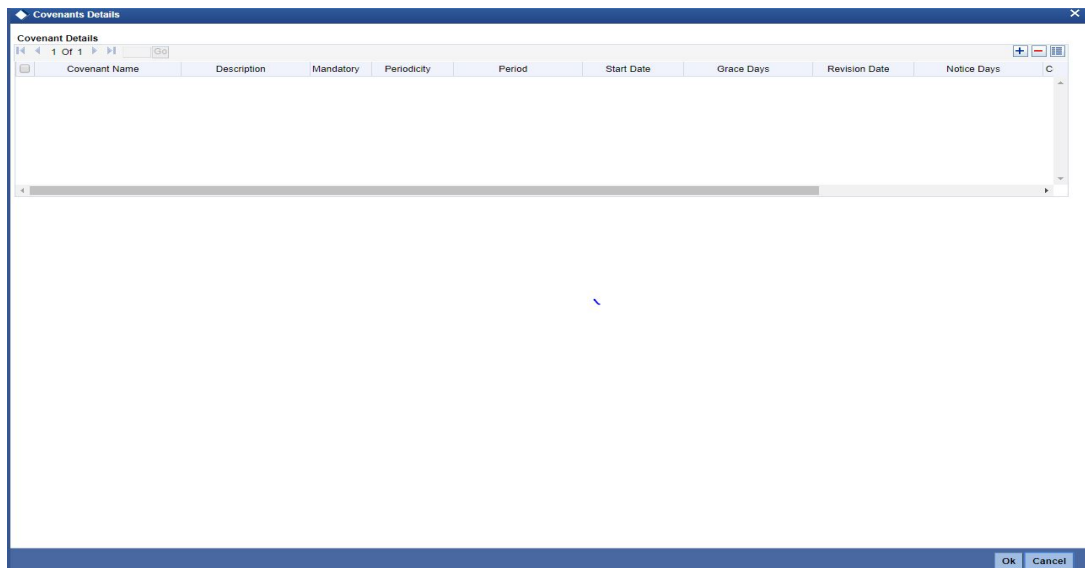 Covenants Details
Covenant Details
1 Of 1 Go
Covenant Name Description Mandatory Periodicity Period Start Date Grace Days Revision Date Notice Days C
Ok Cancel